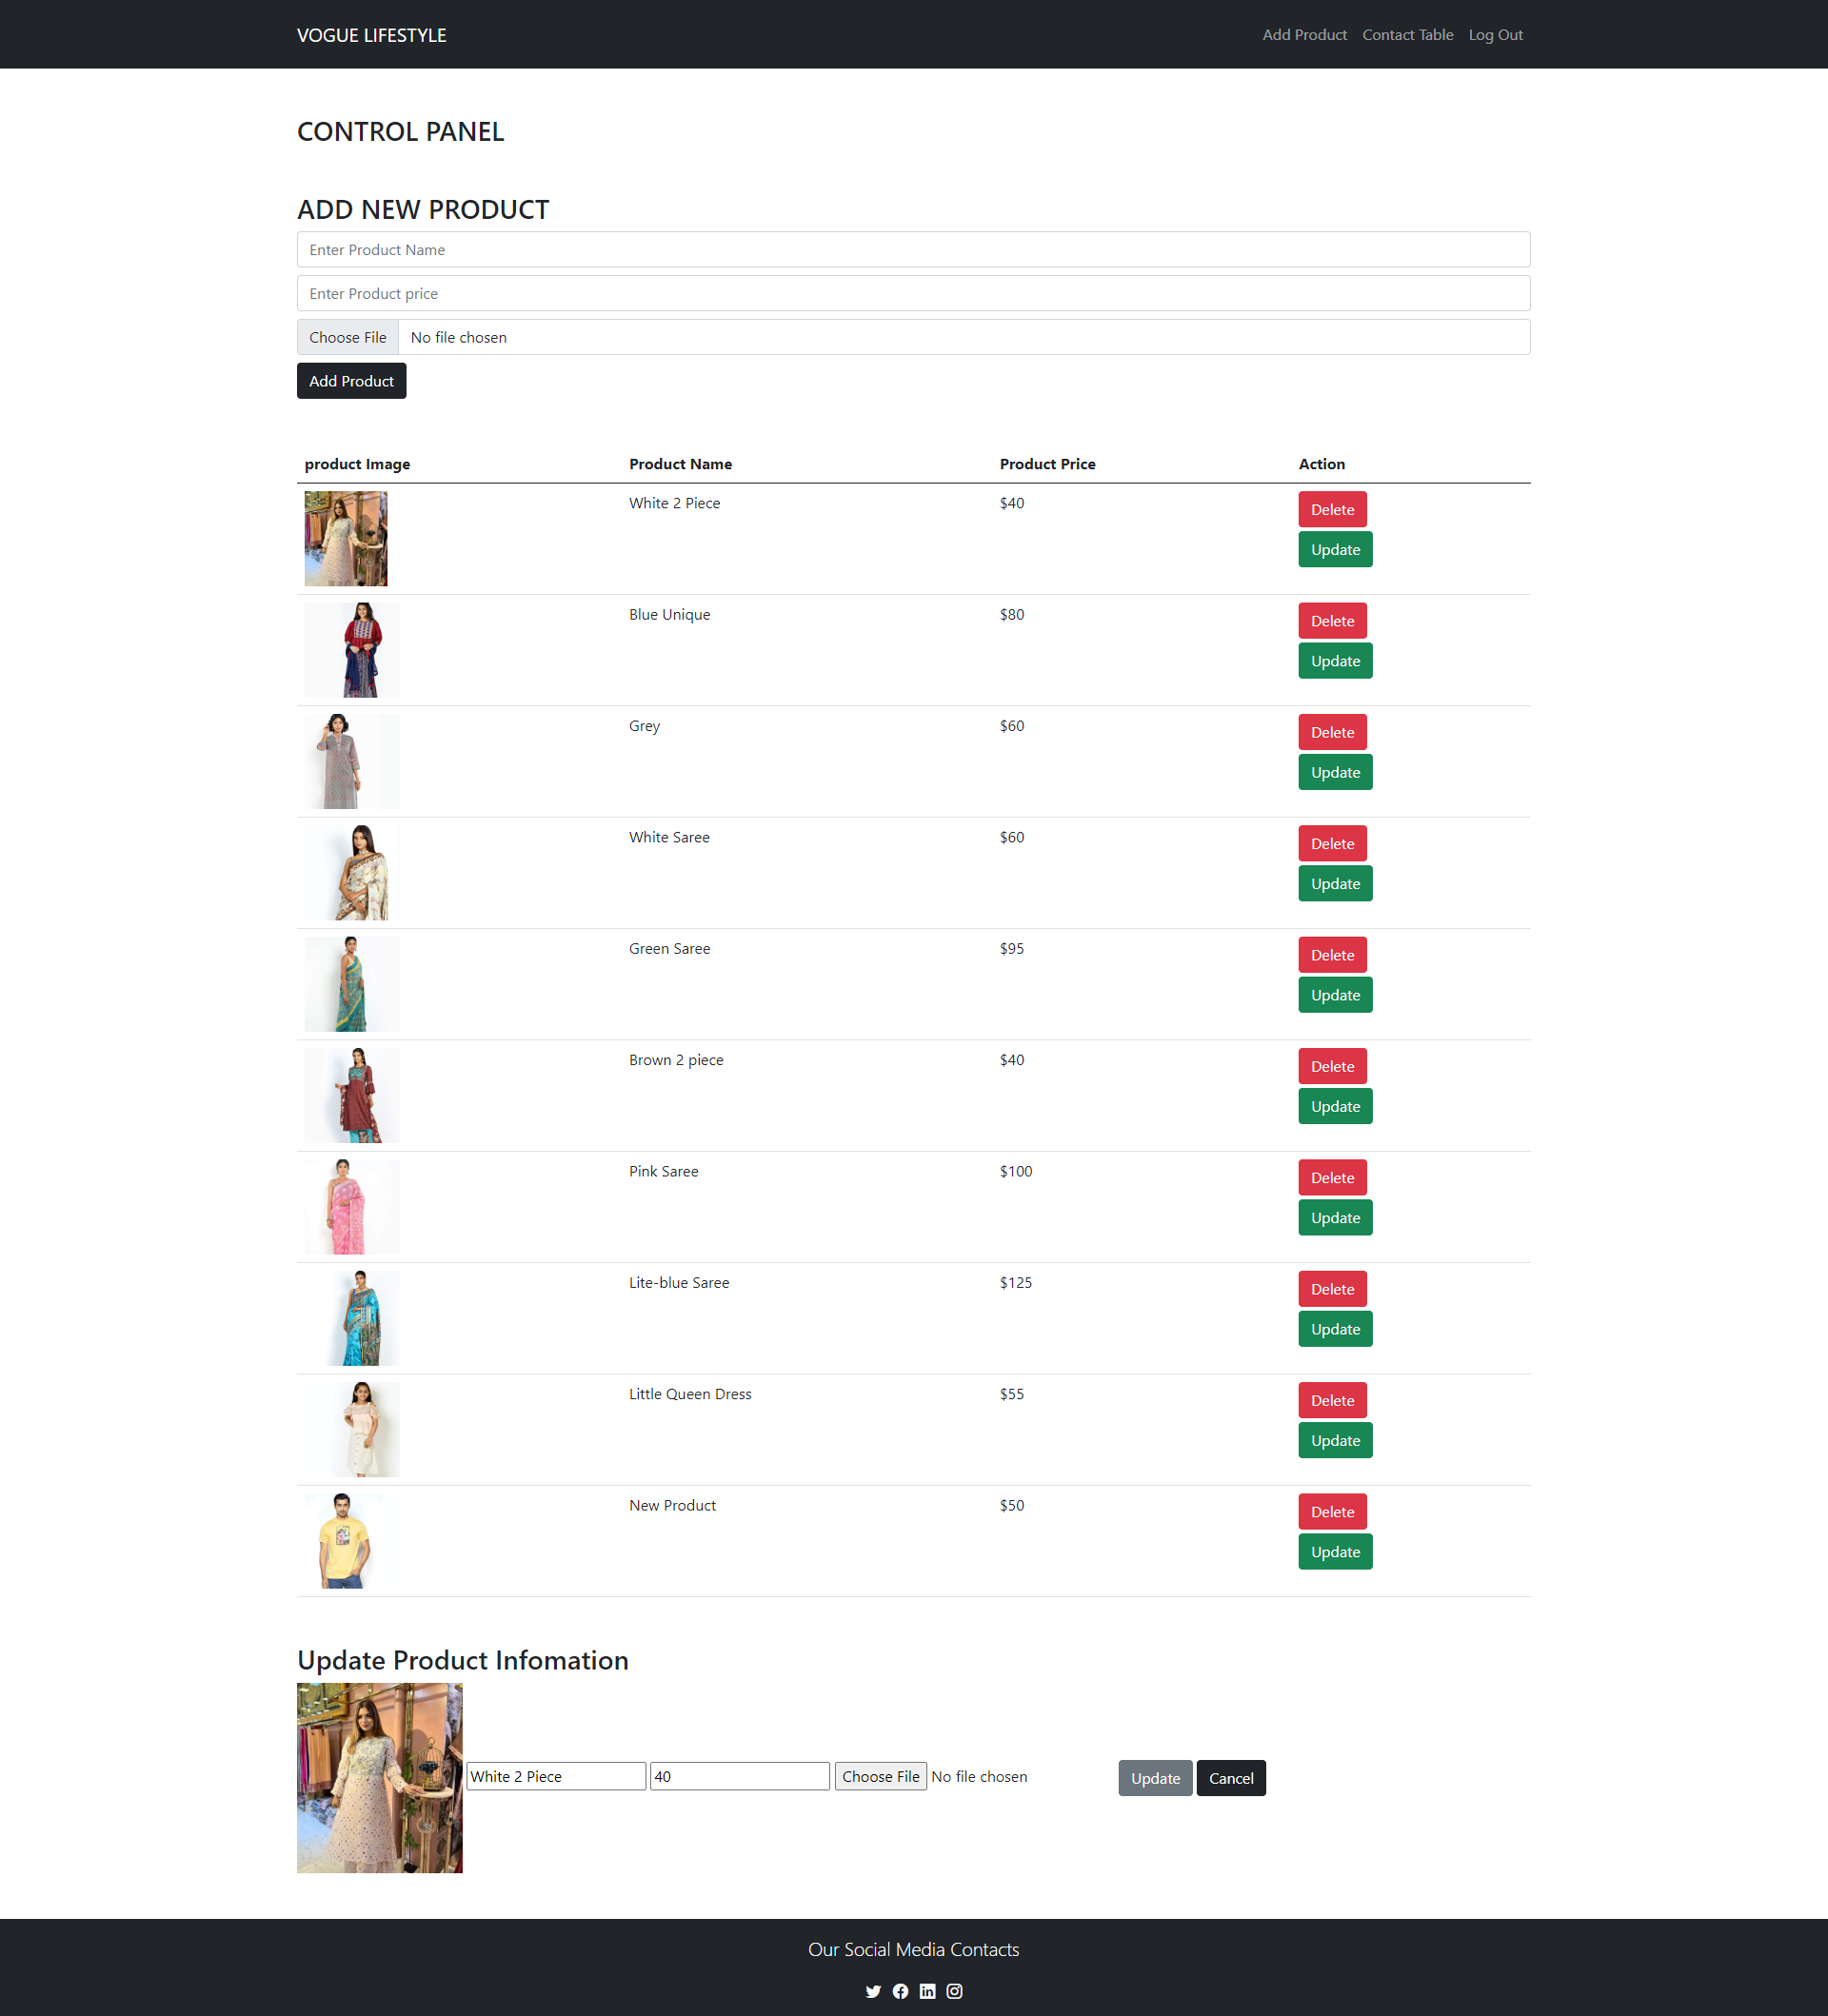 VOGUE LIFESTYLE Add Product Contact Table Log Out
CONTROL PANEL
ADD NEW PRODUCT
Enter Product Name
Enter Product price
Choose File No file chosen
Add Product
product Image Product Name Product Price Action
White 2 Piece $40 Delete
Update
Blue Unique $80 Delete
Update
Grey $60 Delete
Update
White Saree $60 Delete
Update
Green Saree $95 Delete
Update
Brown 2 piece $40 Delete
Update
Pink Saree $100 Delete
Update
Lite-blue Saree $125 Delete
Update
Little Queen Dress $55 Delete
Update
New Product $50 Delete
Update
Update Product Infomation
White 2 Piece 40 Choose File No file chosen Update Cancel
Our Social Media Contacts